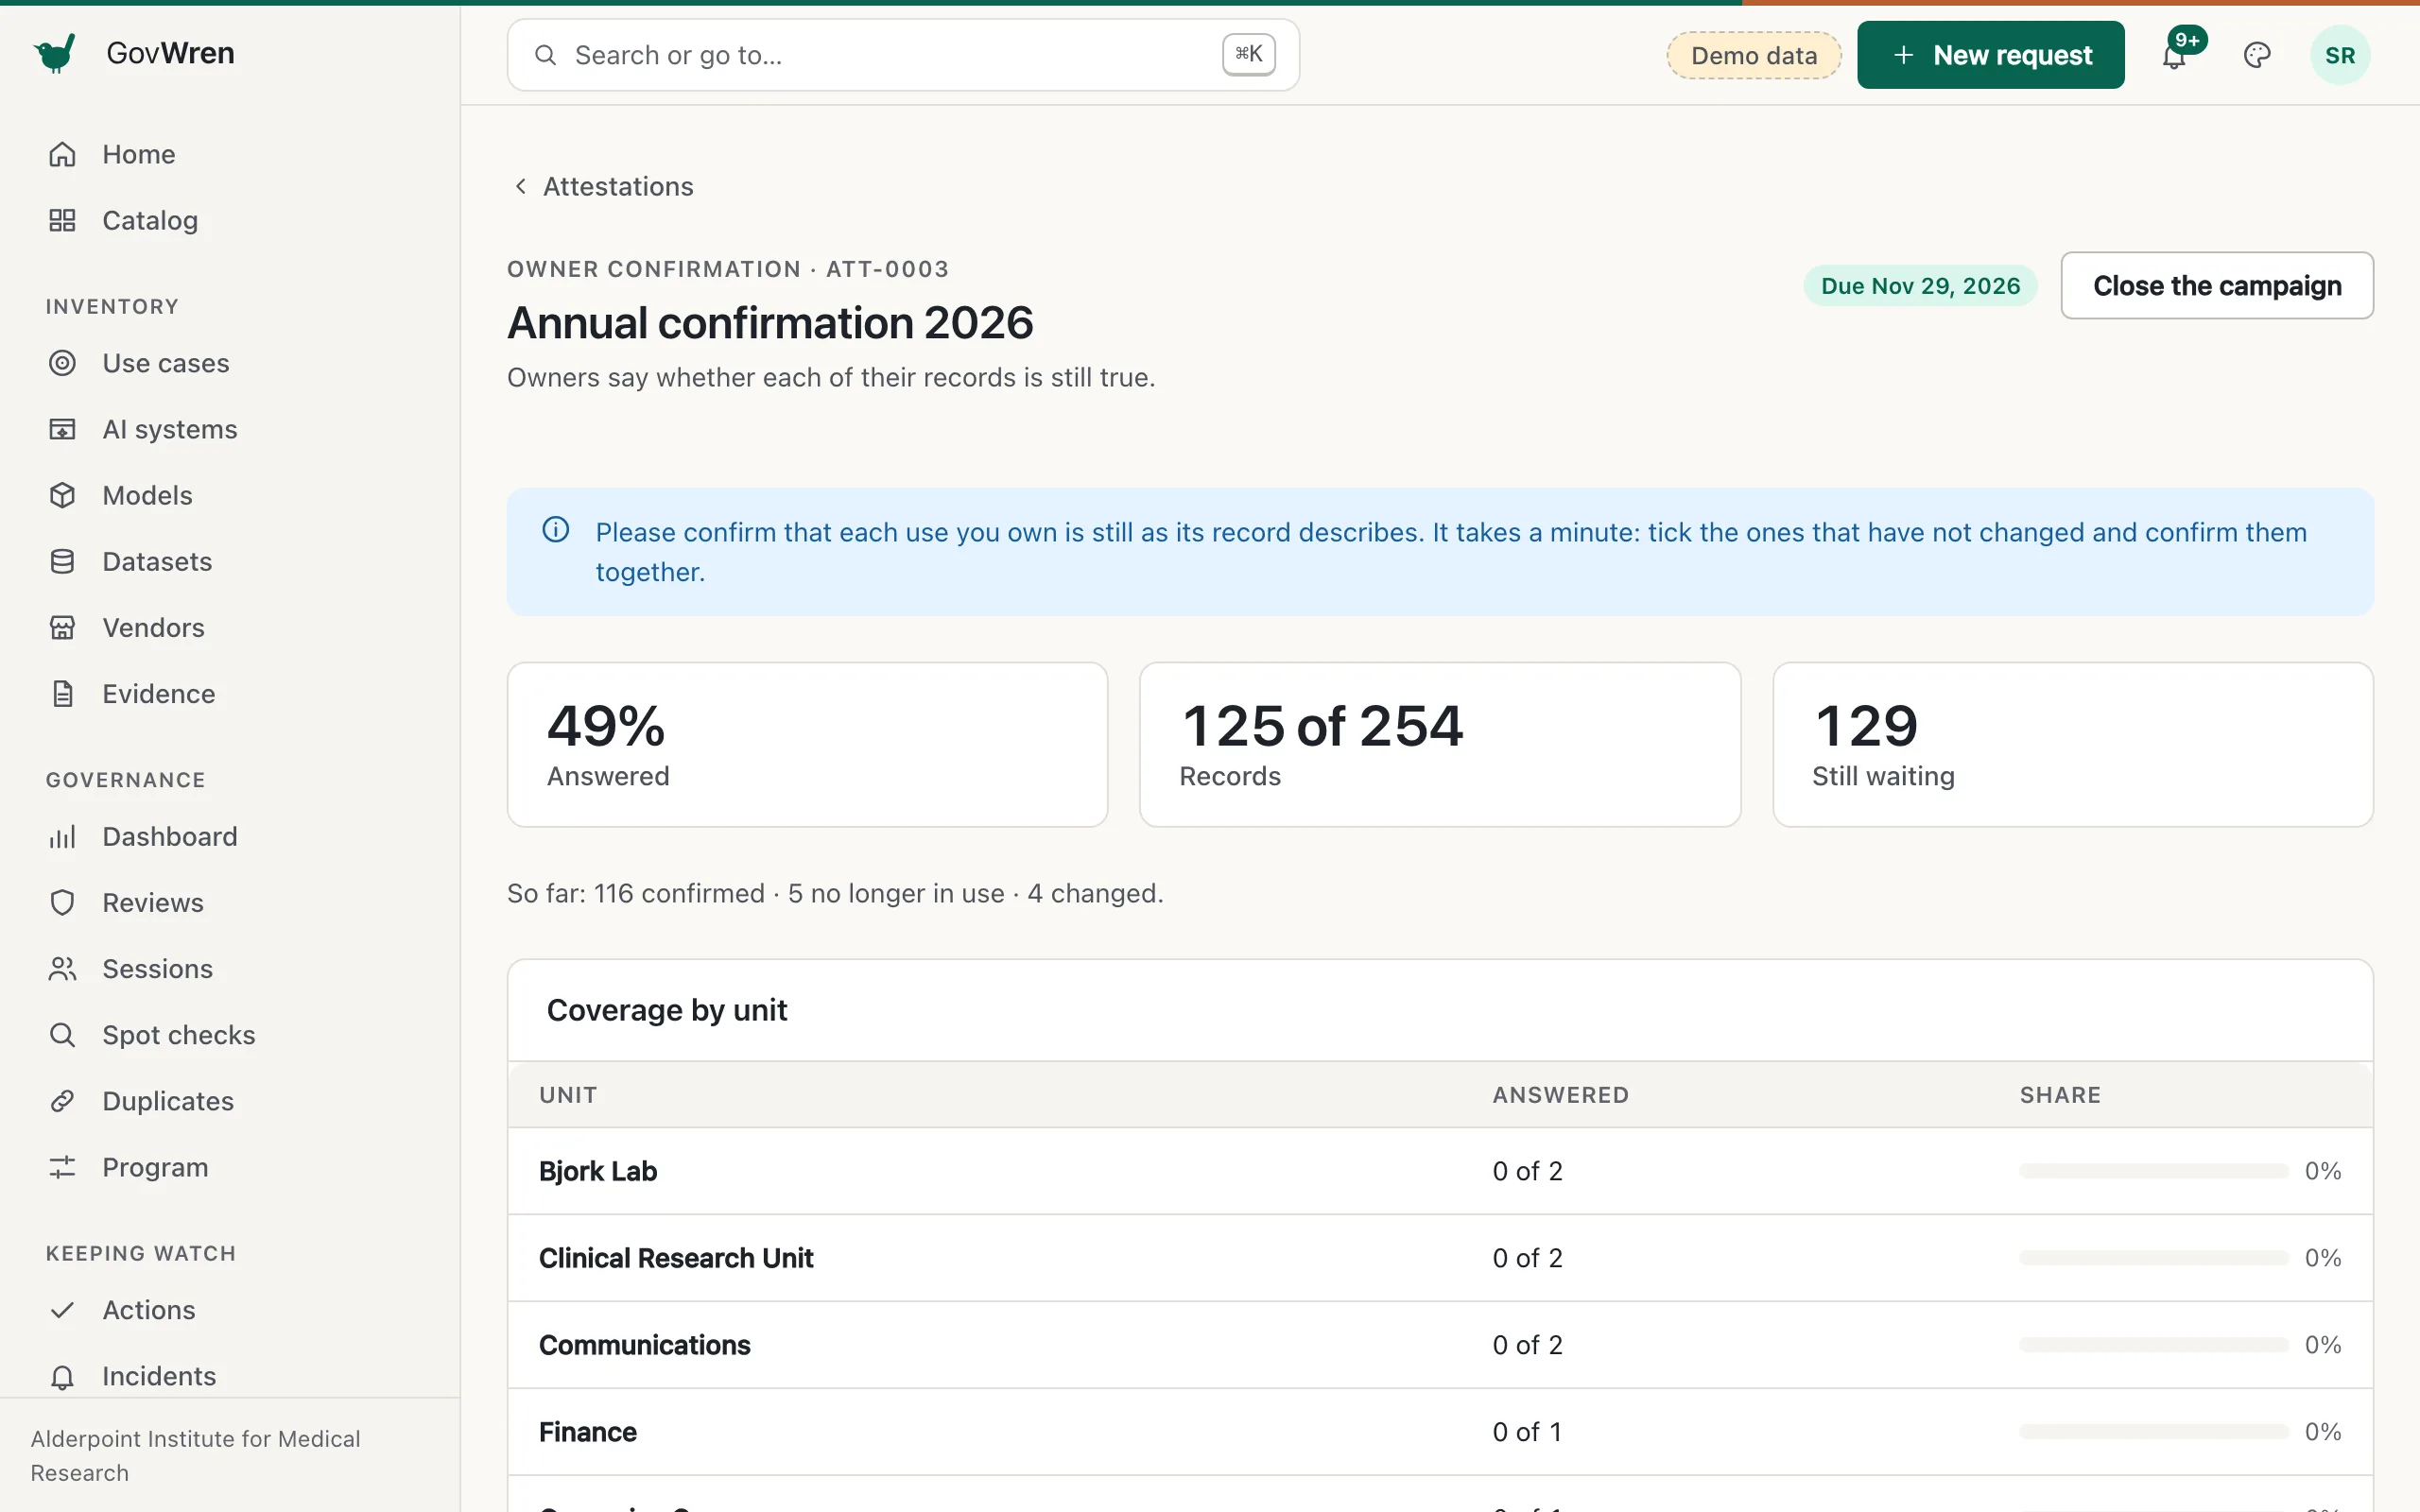 GovWren
Search or go to...
⌘K
Demo data
+ New request
9+
SR
Home
Catalog
INVENTORY
Use cases
AI systems
Models
Datasets
Vendors
Evidence
GOVERNANCE
Dashboard
Reviews
Sessions
Spot checks
Duplicates
Program
KEEPING WATCH
Actions
Incidents
Alderpoint Institute for Medical
Research
Attestations
OWNER CONFIRMATION · ATT-0003
Annual confirmation 2026
Owners say whether each of their records is still true.
Due Nov 29, 2026
Close the campaign
Please confirm that each use you own is still as its record describes. It takes a minute: tick the ones that have not changed and confirm them
together.
49%
Answered
125 of 254
Records
129
Still waiting
So far: 116 confirmed · 5 no longer in use · 4 changed.
Coverage by unit
UNIT ANSWERED SHARE
Bjork Lab 0 of 2 0%
Clinical Research Unit 0 of 2 0%
Communications 0 of 2 0%
Finance 0 of 1 0%